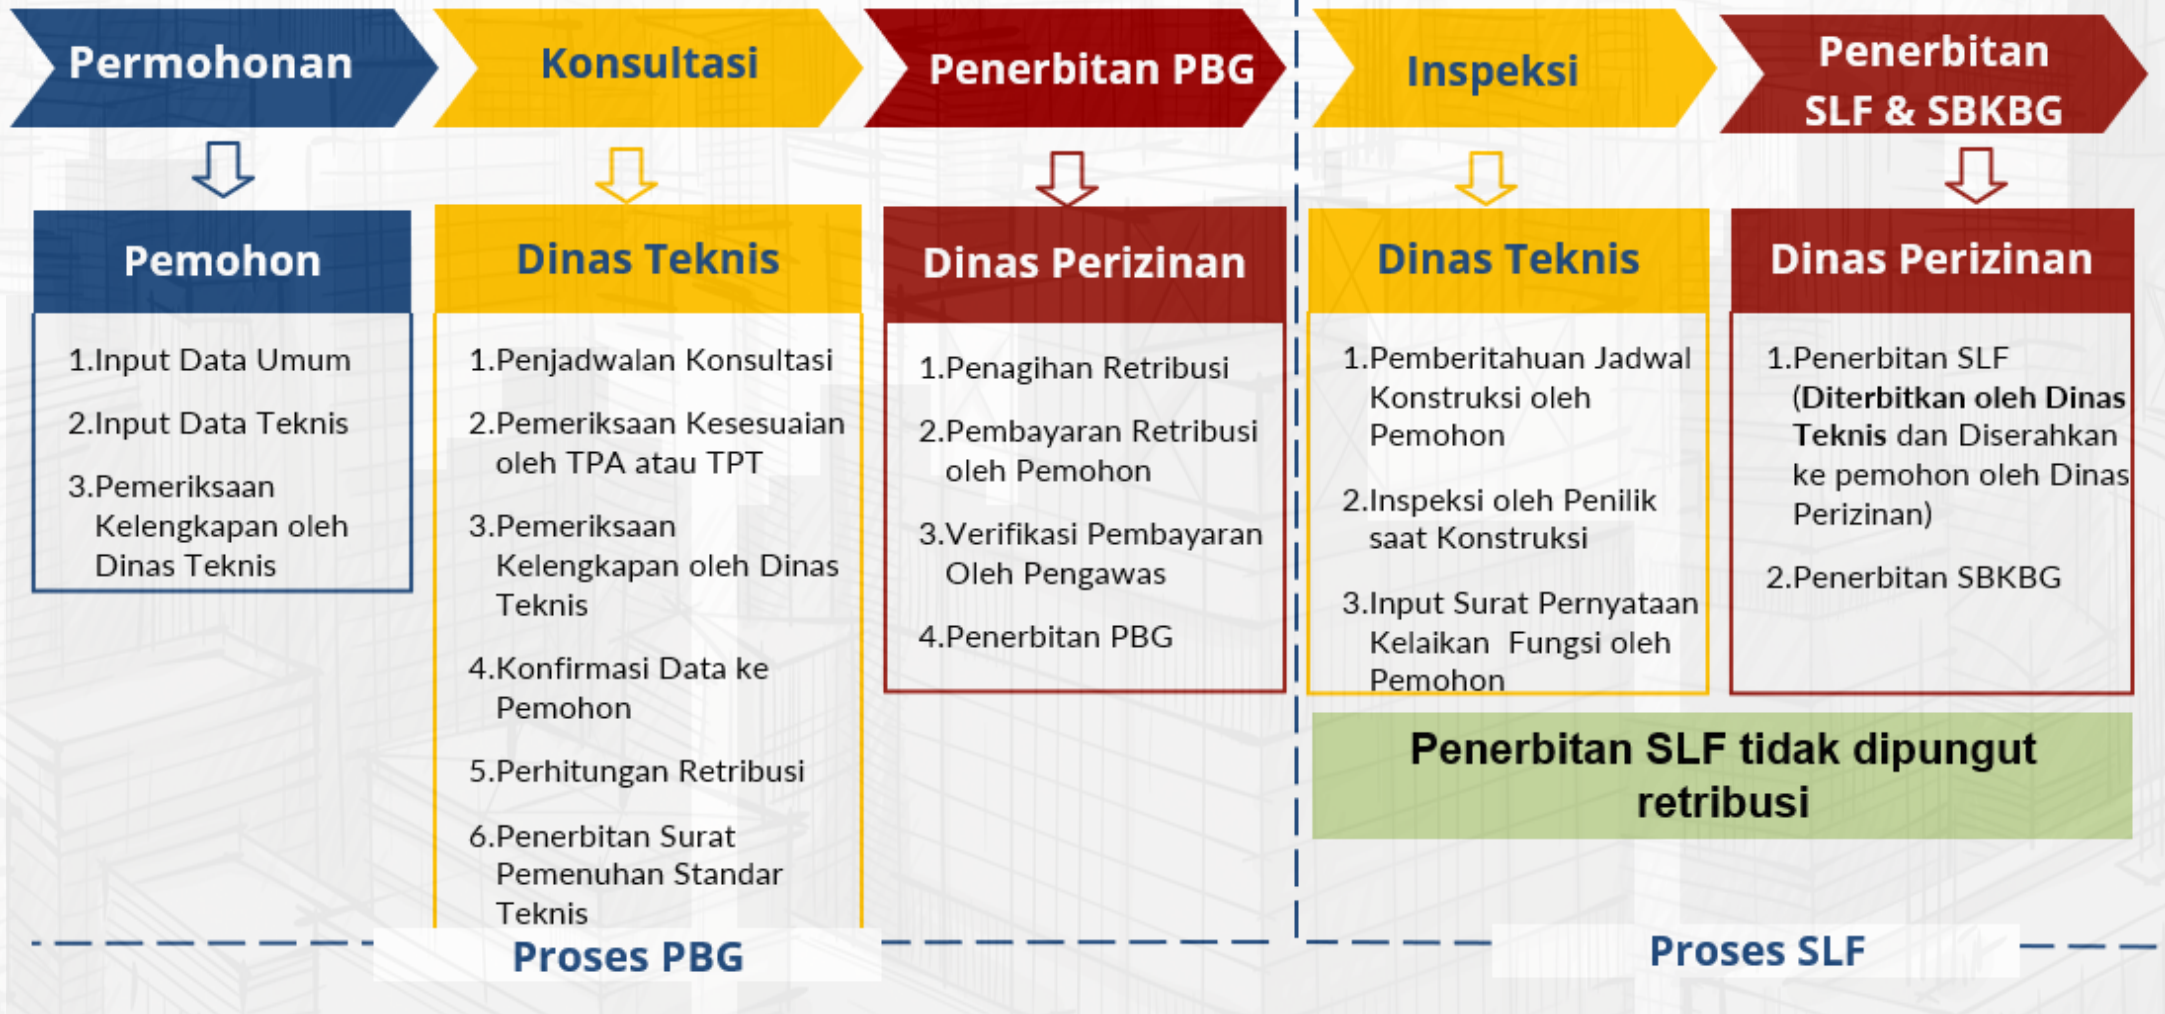 Permohonan
Konsultasi
Penerbitan PBG
Inspeksi
Penerbitan
SLF & SBKBG
Pemohon
1.Input Data Umum
2.Input Data Teknis
3.Pemeriksaan
Kelengkapan oleh
Dinas Teknis
Dinas Teknis
1.Penjadwalan Konsultasi
2.Pemeriksaan Kesesuaian
oleh TPA atau TPT
3.Pemeriksaan
Kelengkapan oleh Dinas
Teknis
4.Konfirmasi Data ke
Pemohon
5.Perhitungan Retribusi
6.Penerbitan Surat
Pemenuhan Standar
Teknis
Dinas Perizinan
1.Penagihan Retribusi
2.Pembayaran Retribusi
oleh Pemohon
3.Verifikasi Pembayaran
Oleh Pengawas
4.Penerbitan PBG
Dinas Teknis
1.Pemberitahuan Jadwal
Konstruksi oleh
Pemohon
2.Inspeksi oleh Penilik
saat Konstruksi
3.Input Surat Pernyataan
Kelaikan  Fungsi oleh
Pemohon
Dinas Perizinan
1.Penerbitan SLF
(Diterbitkan oleh Dinas
Teknis dan Diserahkan
ke pemohon oleh Dinas
Perizinan)
2.Penerbitan SBKBG
Penerbitan SLF tidak dipungut
retribusi
Proses PBG
Proses SLF